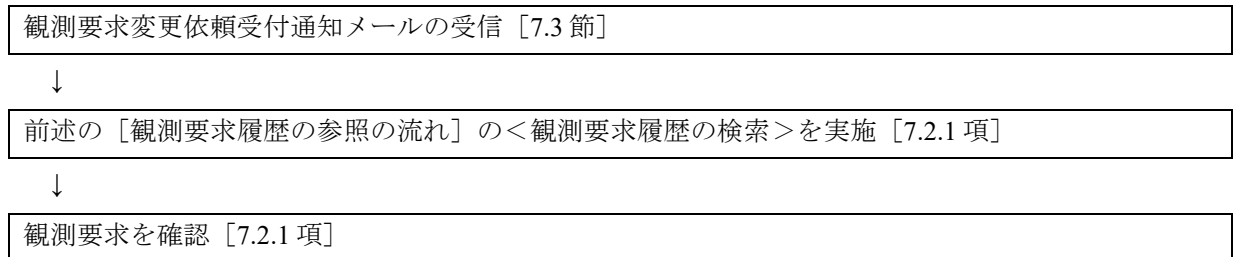 観測要求変更依頼受付通知メールの受信［7.3 節］
↓
前述の［観測要求履歴の参照の流れ］の＜観測要求履歴の検索＞を実施［7.2.1 項］
↓
観測要求を確認［7.2.1 項］